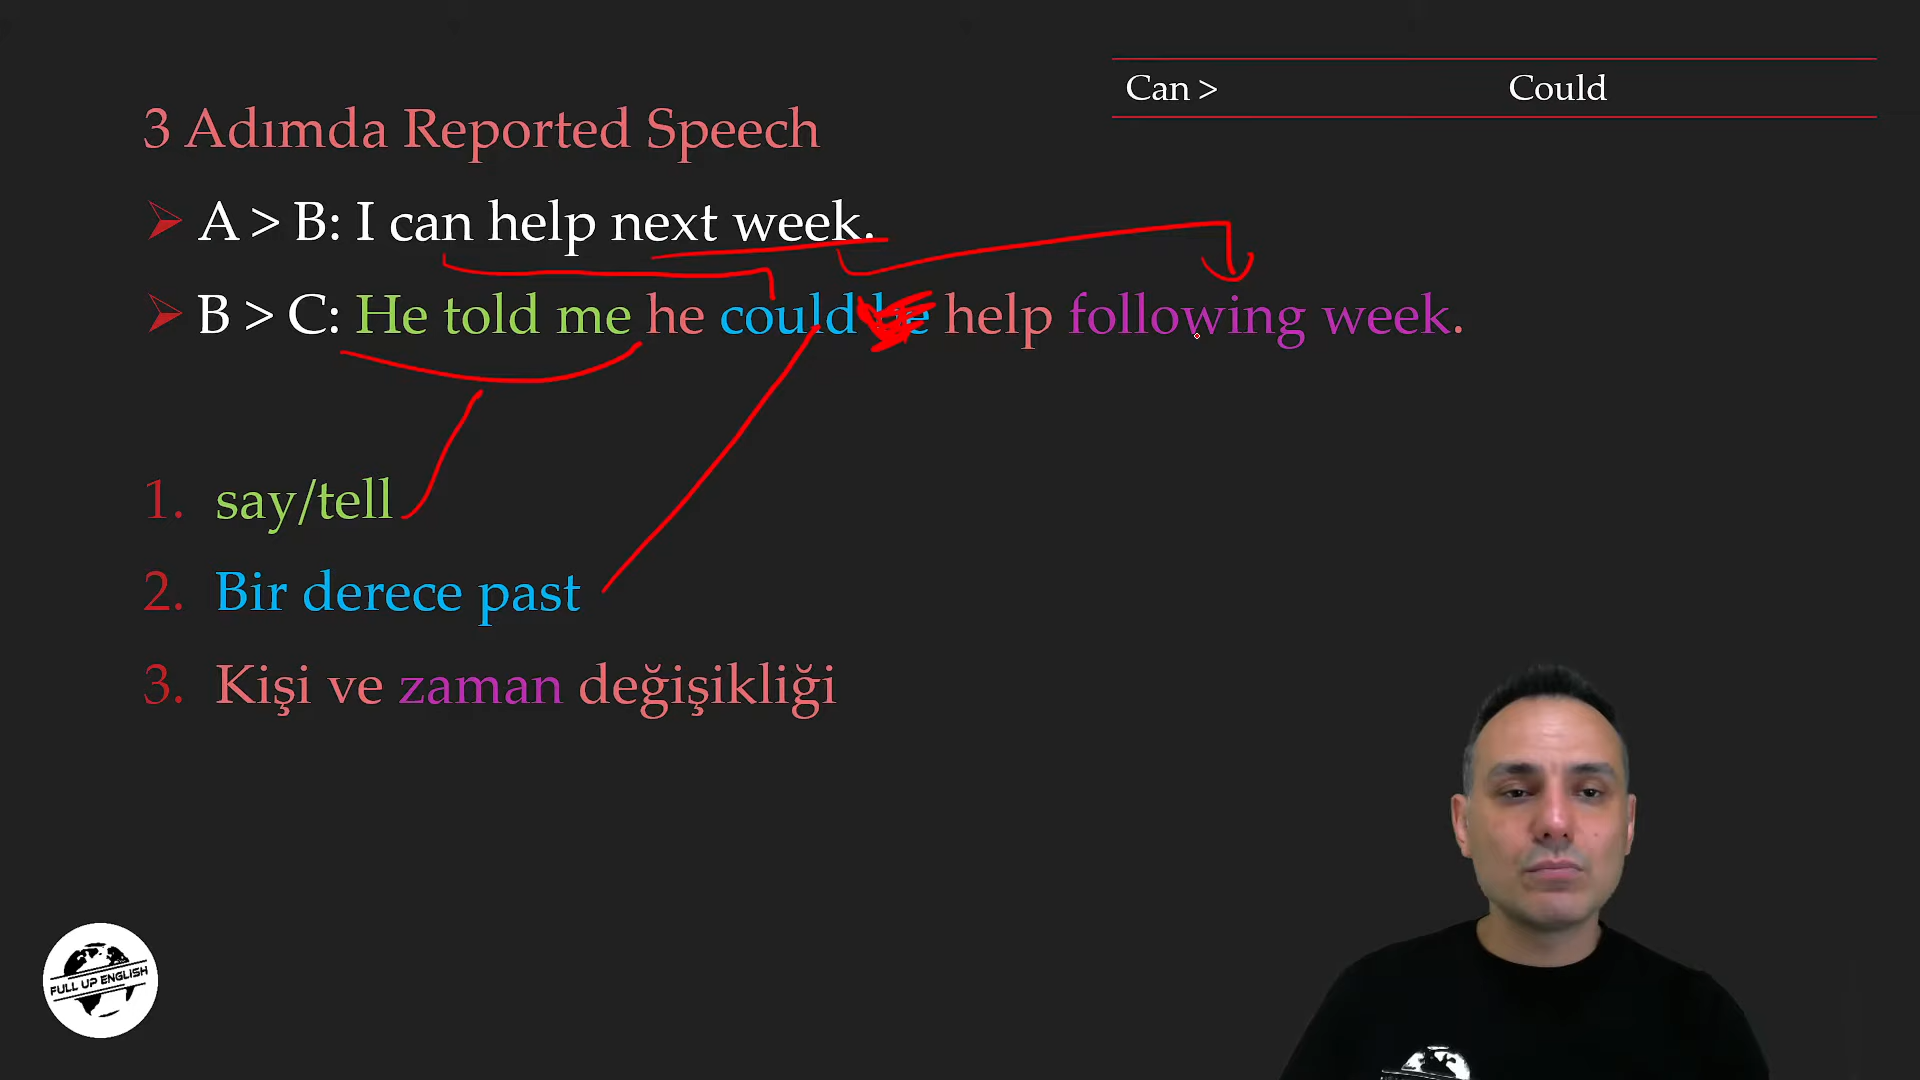 Can > Could
3 Adımda Reported Speech
A > B: I can help next week.
B > C: He told me he could help following week.
1. say/tell
2. Bir derece past
3. Kişi ve zaman değişikliği
FULL UP ENGLISH